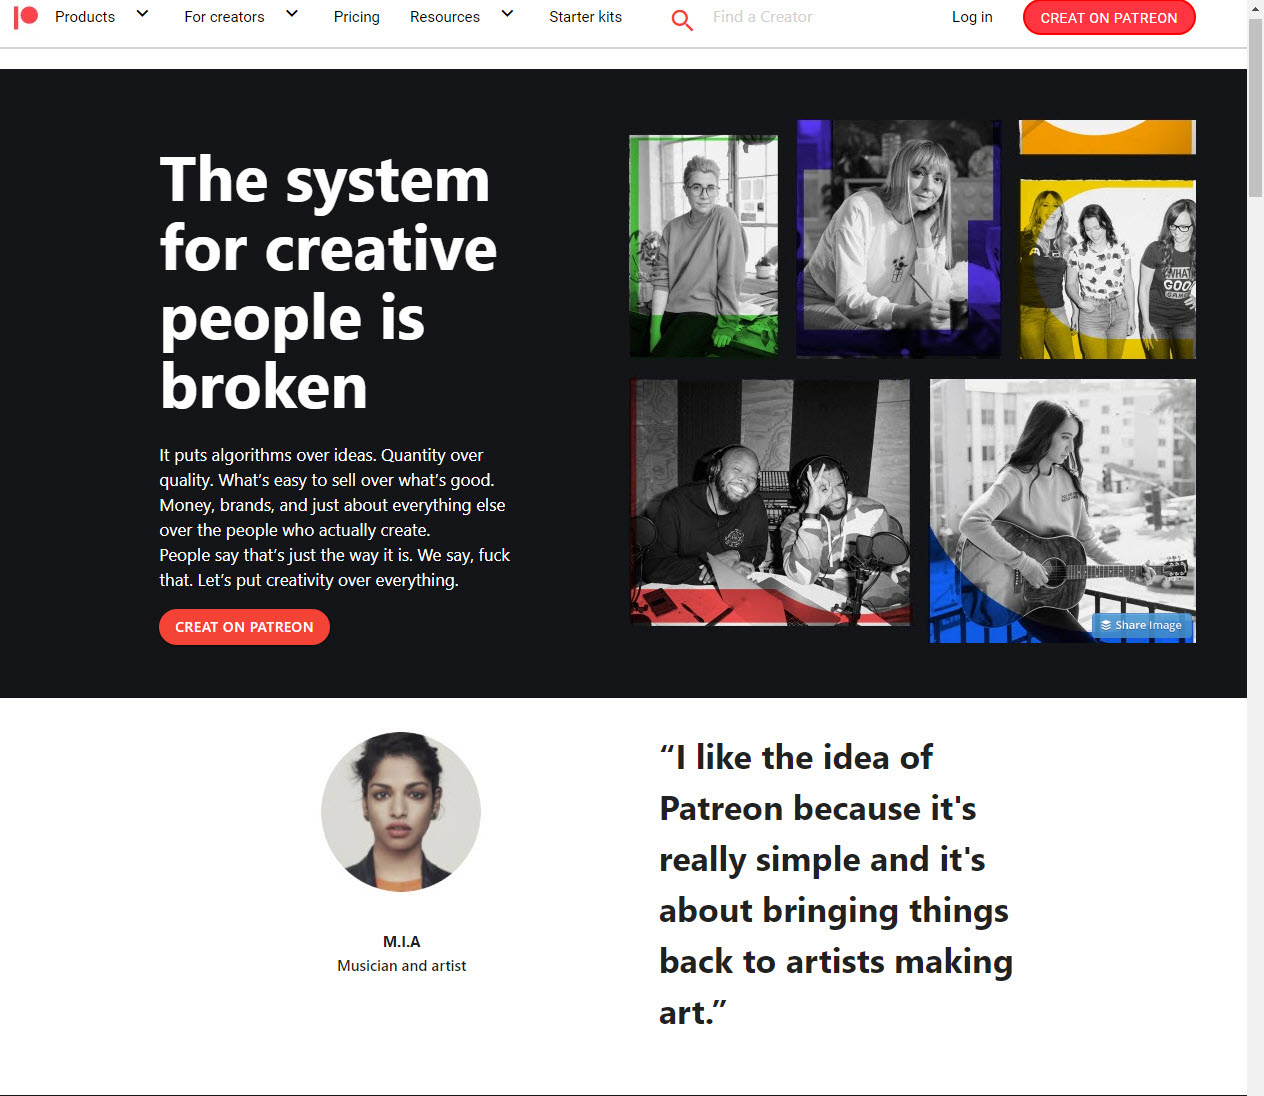 Products For creators Pricing Resources Starter kits Find a Creator Log in CREAT ON PATREON
The system
for creative
people is
broken
It puts algorithms over ideas. Quantity over
quality. What’s easy to sell over what’s good.
Money, brands, and just about everything else
over the people who actually create.
People say that’s just the way it is. We say, fuck
that. Let’s put creativity over everything.
CREAT ON PATREON
WHAT
GOOD
GAMES
Share Image
M.I.A
Musician and artist
“I like the idea of
Patreon because it's
really simple and it's
about bringing things
back to artists making
art.”